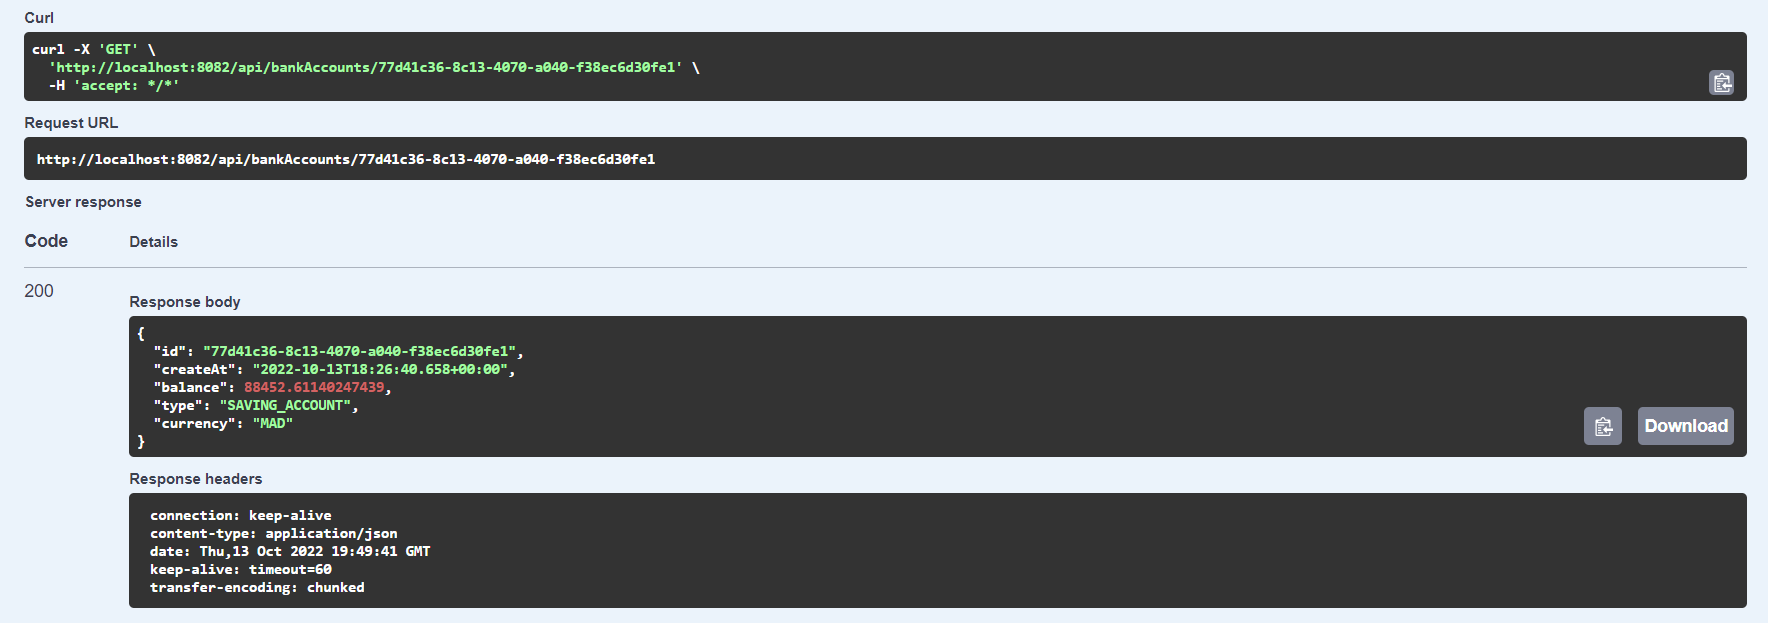 Curl
curl -X 'GET' \
  'http://localhost:8082/api/bankAccounts/77d41c36-8c13-4070-a040-f38ec6d30fe1' \
  -H 'accept: */*'
Request URL
http://localhost:8082/api/bankAccounts/77d41c36-8c13-4070-a040-f38ec6d30fe1
Server response
Code Details
200
Response body
{
  "id": "77d41c36-8c13-4070-a040-f38ec6d30fe1",
  "createAt": "2022-10-13T18:26:40.658+00:00",
  "balance": 88452.61140247439,
  "type": "SAVING_ACCOUNT",
  "currency": "MAD"
}
Download
Response headers
connection: keep-alive
content-type: application/json
date: Thu,13 Oct 2022 19:49:41 GMT
keep-alive: timeout=60
transfer-encoding: chunked